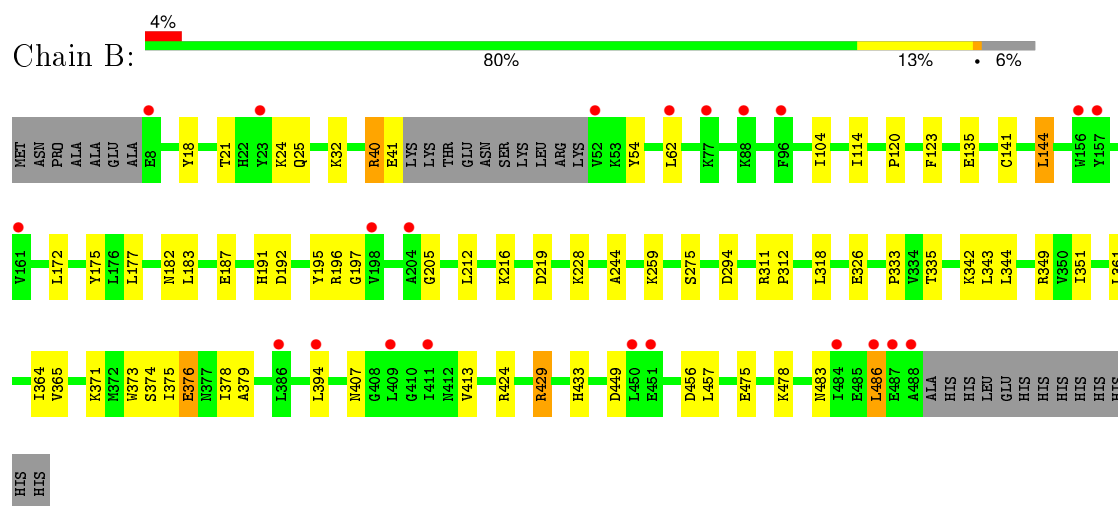 4%
Chain B:
80% 13% • 6%
MET ASN PRO ALA ALA GLU ALA E8 Y18 T21 H22 Y23 K24 Q25 K32 R40 E41 LYS LYS THR GLU ASN SER LYS LEU ARG LYS V52 K53 Y54 L62 K77 K88 F96 I104 I114 P120 F123 E135 C141 L144 W156 Y157
V161 L172 Y175 L176 L177 N182 L183 E187 H191 D192 Y195 R196 G197 V198 A204 G205 L212 K216 D219 K228 A244 K259 S275 D294 R311 P312 L318 E326 P333 V334 T335 K342 L343 L344 R349 V350 I351 L361
I364 V365 K371 M372 W373 S374 I375 E376 N377 I378 A379 L386 L394 N407 G408 L409 G410 I411 N412 V413 R424 R429 H433 D449 L450 E451 D456 L457 E475 K478 N483 I484 E485 L486 E487 A488 ALA HIS HIS LEU GLU HIS HIS HIS HIS HIS HIS HIS
HIS HIS